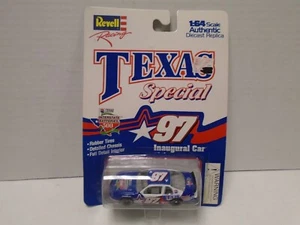 Revell
Racing
1:64 Scale
Authentic
Diecast Replica
TEXAS
Special
97
Inaugural Car
• Rubber Tires
• Detailed Chassis
• Full Detail Interior
97